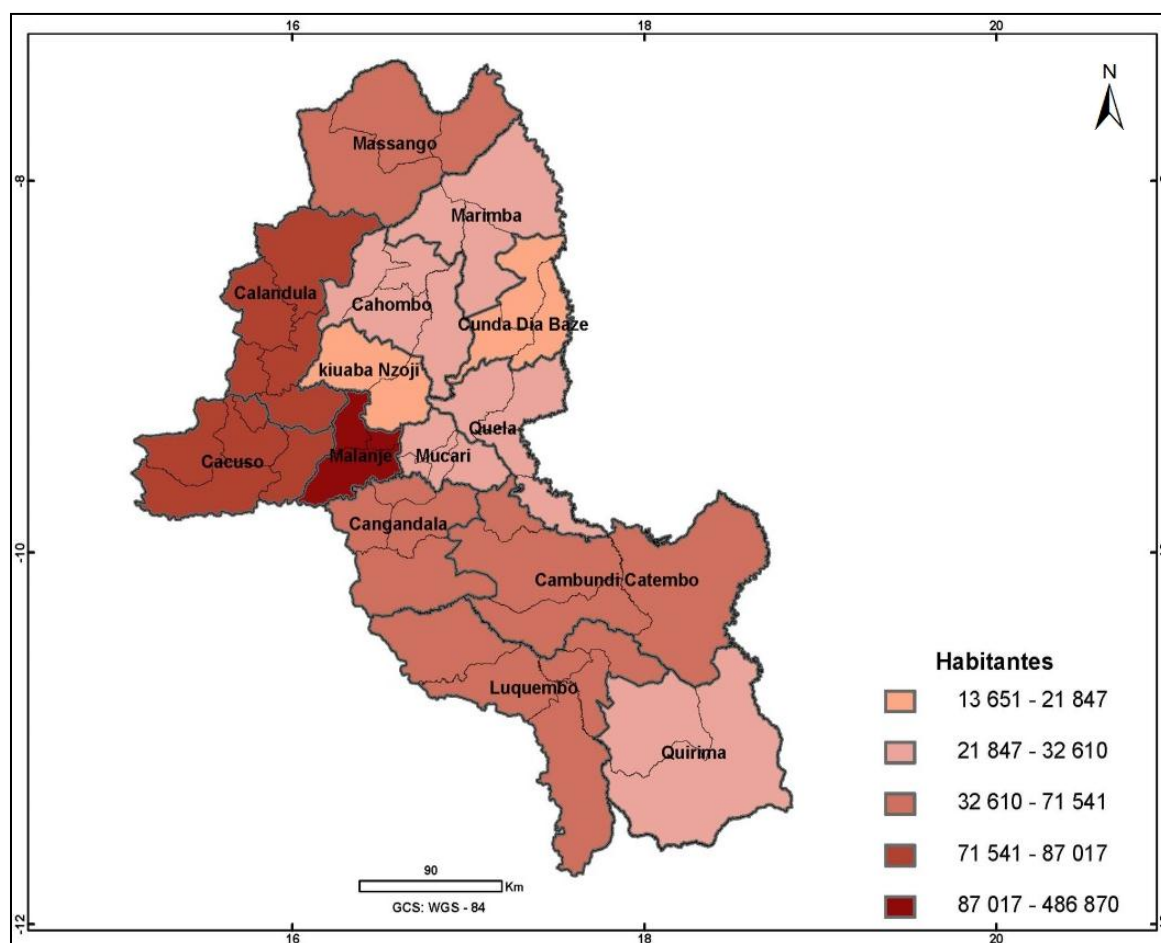 16
18
20
N
-8
Massango
Marimba
Calandula
Cahombo
Cunda Dia Baze
kiuaba Nzoji
Quela
Cacuso
Malanje
Mucari
Cangandala
-10
Cambundi Catembo
Luquembo
Quirima
Habitantes
13 651 - 21 847
21 847 - 32 610
32 610 - 71 541
71 541 - 87 017
87 017 - 486 870
90
Km
GCS: WGS - 84
-12
16
18
20